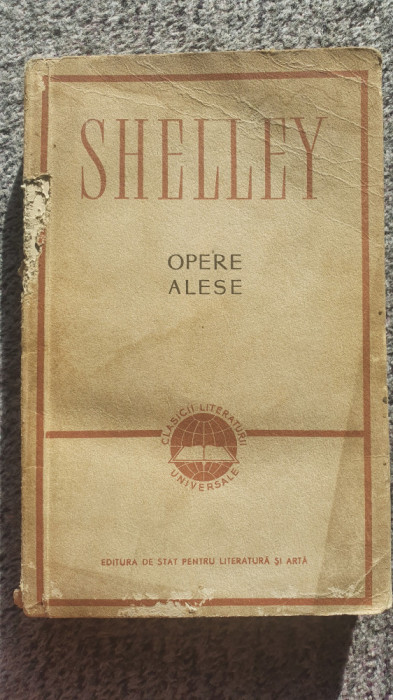 SHELLEY
OPERE
ALESE
CLASICII LITERATURII
UNIVERSALE
EDITURA DE STAT PENTRU LITERATURĂ ȘI ARTĂ